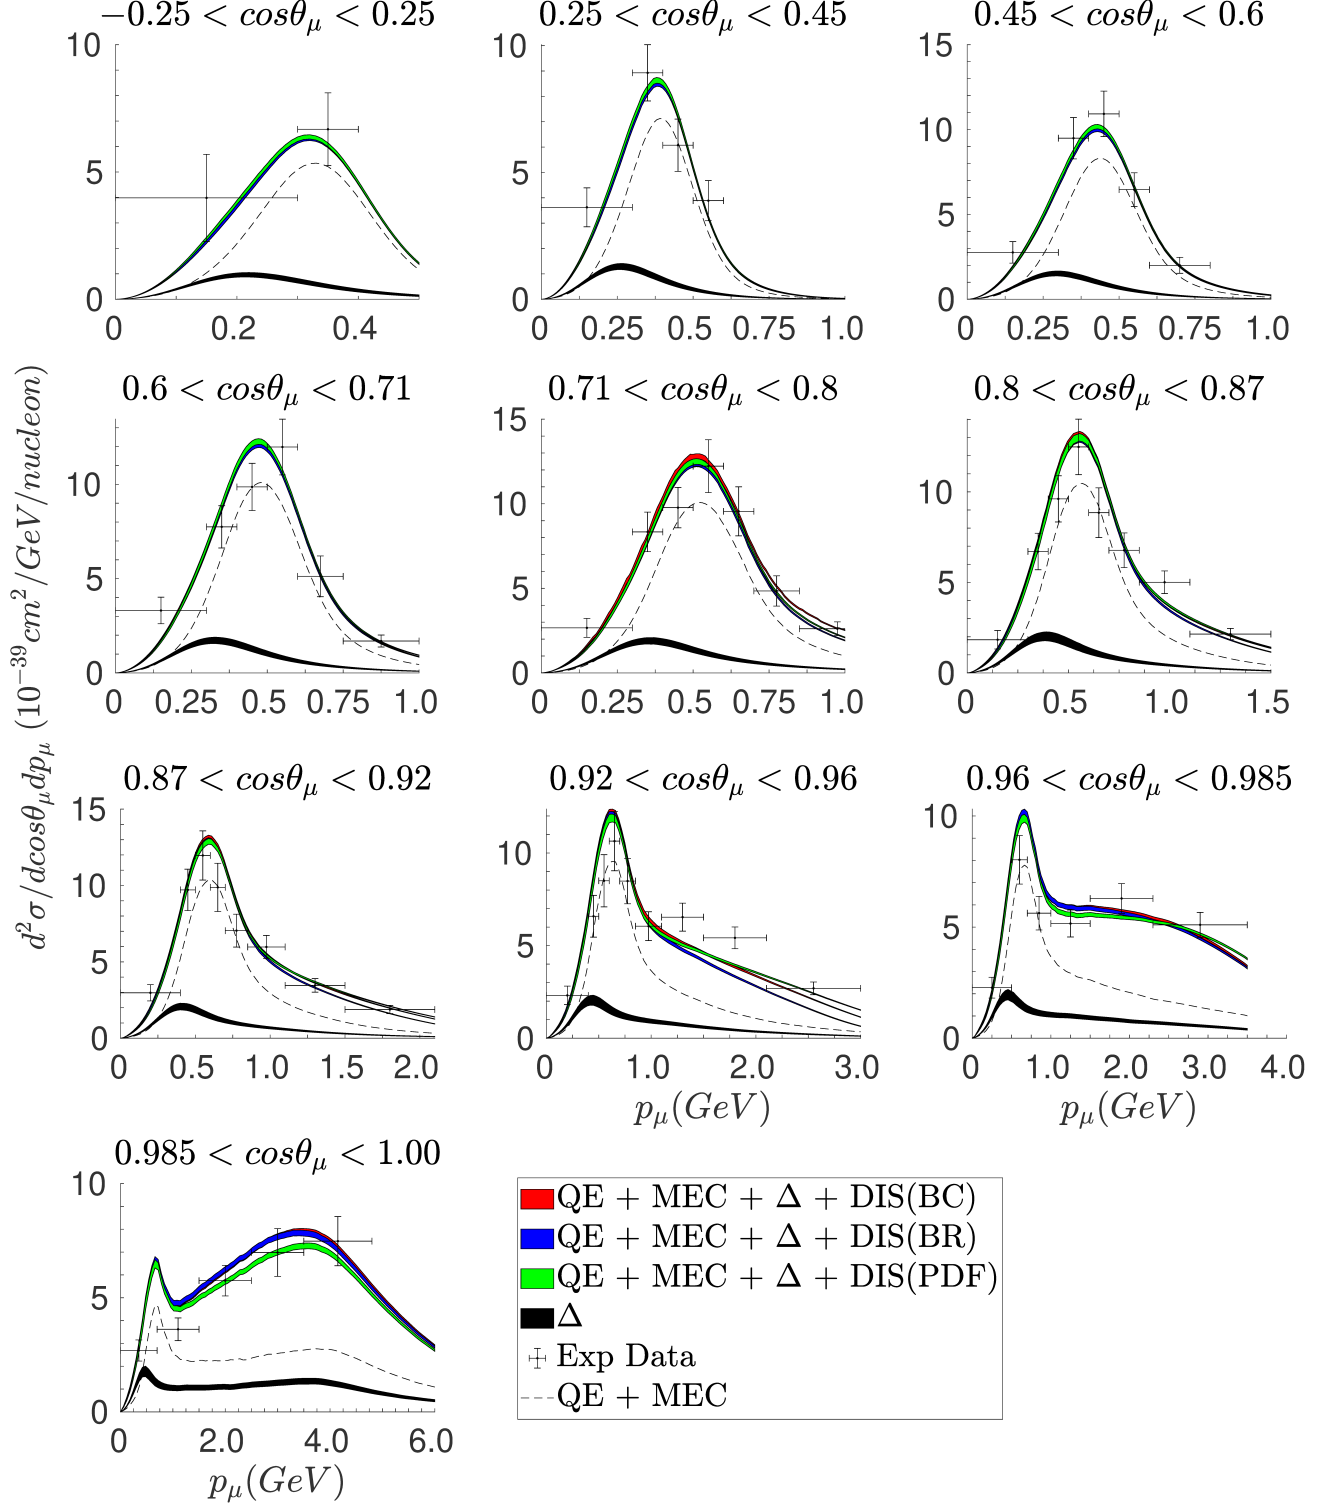 −0.25 < cosθμ < 0.25
0.25 < cosθμ < 0.45
0.45 < cosθμ < 0.6
10
5
0
0 0.2 0.4
10
5
0
0 0.25 0.5 0.75 1.0
15
10
5
0
0 0.25 0.5 0.75 1.0
d²σ/dcosθμdpμ (10⁻³⁹cm²/GeV/nucleon)
0.6 < cosθμ < 0.71
0.71 < cosθμ < 0.8
0.8 < cosθμ < 0.87
10
5
0
0 0.25 0.5 0.75 1.0
15
10
5
0
0 0.25 0.5 0.75 1.0
10
5
0
0 0.5 1.0 1.5
0.87 < cosθμ < 0.92
0.92 < cosθμ < 0.96
0.96 < cosθμ < 0.985
15
10
5
0
0 0.5 1.0 1.5 2.0
10
5
0
0 1.0 2.0 3.0
pμ(GeV)
10
5
0
0 1.0 2.0 3.0 4.0
pμ(GeV)
0.985 < cosθμ < 1.00
10
5
0
0 2.0 4.0 6.0
pμ(GeV)
QE + MEC + Δ + DIS(BC)
QE + MEC + Δ + DIS(BR)
QE + MEC + Δ + DIS(PDF)
Δ
Exp Data
QE + MEC